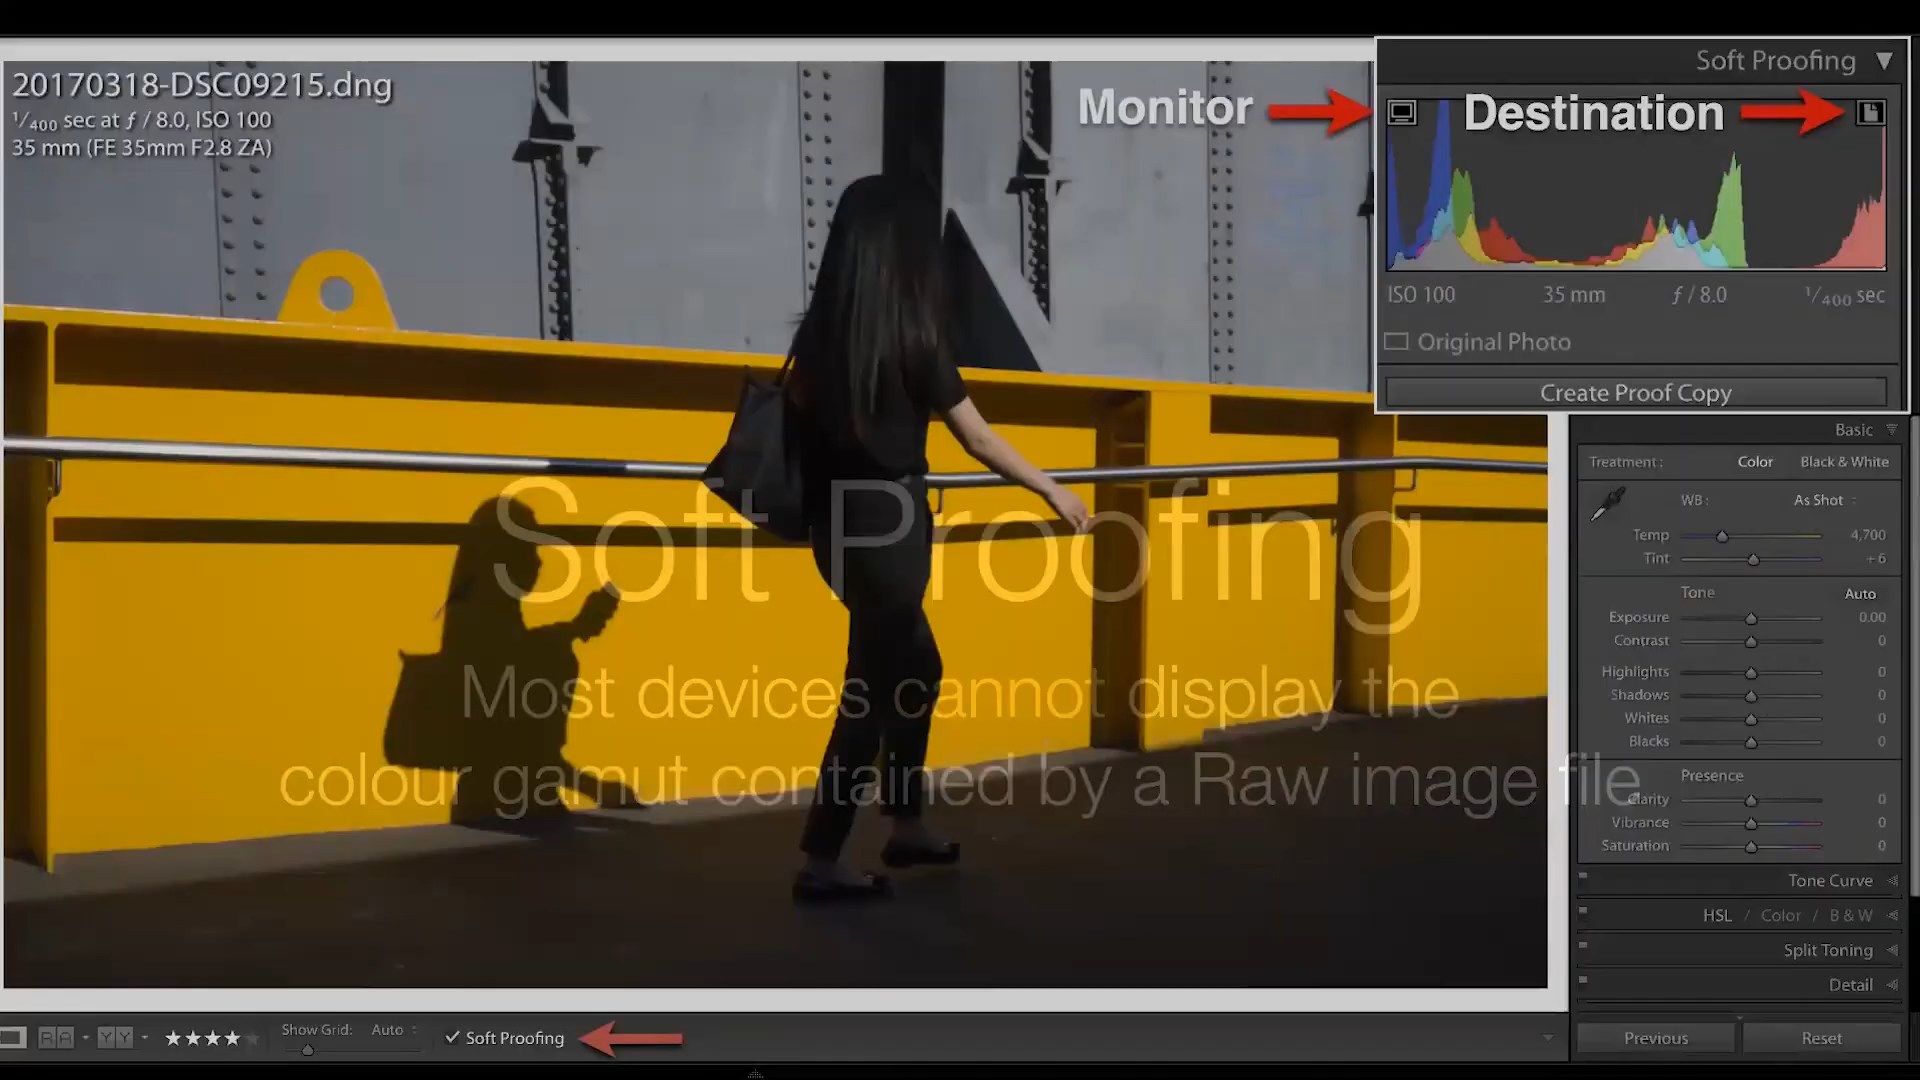 20170318-DSC09215.dng
1/400 sec at ƒ / 8.0, ISO 100
35 mm (FE 35mm F2.8 ZA)
Soft Proofing
Monitor
Destination
ISO 100 35 mm ƒ / 8.0 1/400 sec
Original Photo
Create Proof Copy
Basic
Treatment: Color Black & White
WB: As Shot
Temp 4,700
Tint +6
Tone Auto
Exposure 0.00
Contrast 0
Highlights 0
Shadows 0
Whites 0
Blacks 0
Presence
Clarity 0
Vibrance 0
Saturation 0
Tone Curve
HSL / Color / B & W
Split Toning
Detail
Previous Reset
Soft Proofing
Most devices cannot display the
colour gamut contained by a Raw image file
RA YY Show Grid: Auto Soft Proofing